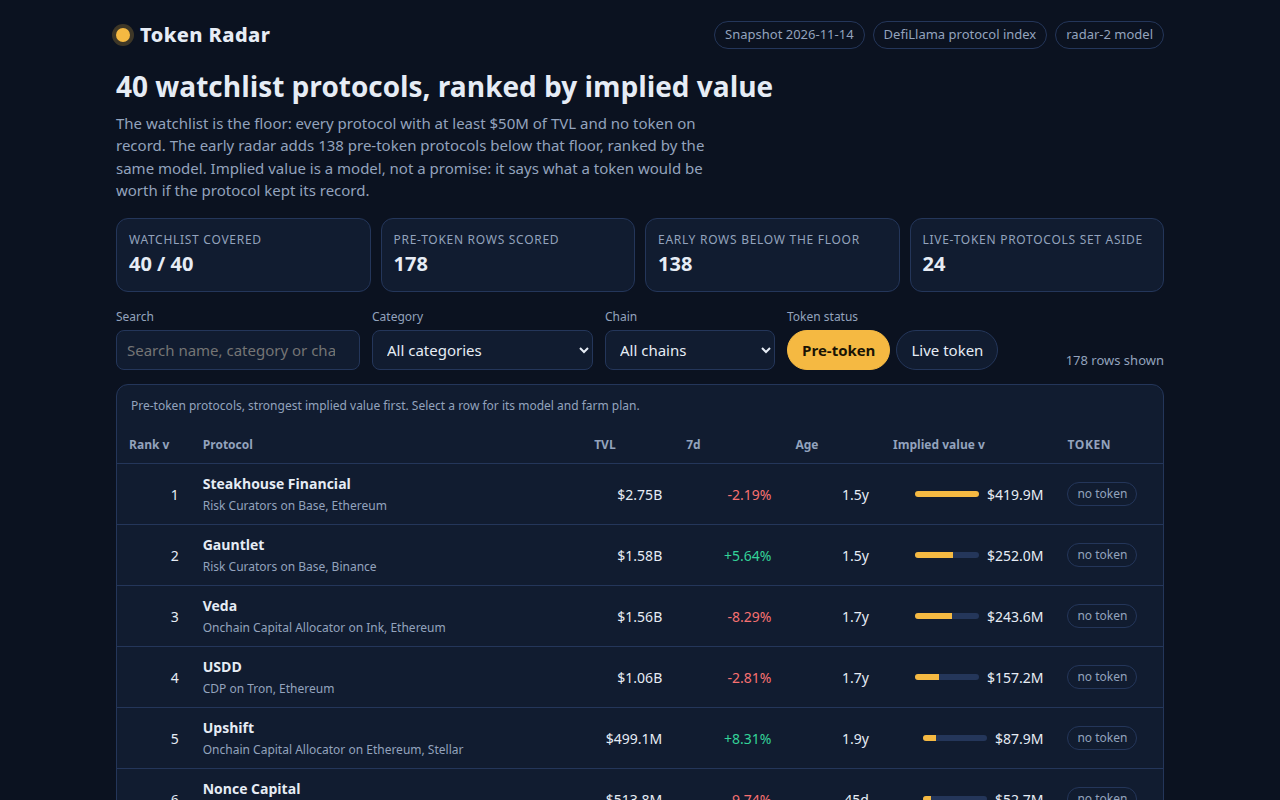 Token Radar
Snapshot 2026-11-14
DefiLlama protocol index
radar-2 model
40 watchlist protocols, ranked by implied value
The watchlist is the floor: every protocol with at least $50M of TVL and no token on
record. The early radar adds 138 pre-token protocols below that floor, ranked by the
same model. Implied value is a model, not a promise: it says what a token would be
worth if the protocol kept its record.
WATCHLIST COVERED
40 / 40
PRE-TOKEN ROWS SCORED
178
EARLY ROWS BELOW THE FLOOR
138
LIVE-TOKEN PROTOCOLS SET ASIDE
24
Search
Category
Chain
Token status
Search name, category or cha
All categories
All chains
Pre-token
Live token
178 rows shown
Pre-token protocols, strongest implied value first. Select a row for its model and farm plan.
Rank v Protocol TVL 7d Age Implied value v TOKEN
1 Steakhouse Financial $2.75B -2.19% 1.5y $419.9M no token
Risk Curators on Base, Ethereum
2 Gauntlet $1.58B +5.64% 1.5y $252.0M no token
Risk Curators on Base, Binance
3 Veda $1.56B -8.29% 1.7y $243.6M no token
Onchain Capital Allocator on Ink, Ethereum
4 USDD $1.06B -2.81% 1.7y $157.2M no token
CDP on Tron, Ethereum
5 Upshift $499.1M +8.31% 1.9y $87.9M no token
Onchain Capital Allocator on Ethereum, Stellar
6 Nonce Capital $513.8M -9.74% 45d $52.7M no token